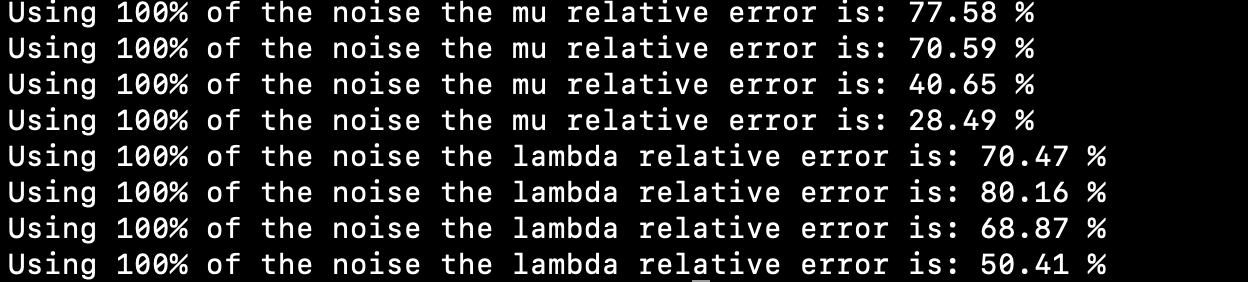 Using 100% of the noise the mu relative error is: 77.58 %
Using 100% of the noise the mu relative error is: 70.59 %
Using 100% of the noise the mu relative error is: 40.65 %
Using 100% of the noise the mu relative error is: 28.49 %
Using 100% of the noise the lambda relative error is: 70.47 %
Using 100% of the noise the lambda relative error is: 80.16 %
Using 100% of the noise the lambda relative error is: 68.87 %
Using 100% of the noise the lambda relative error is: 50.41 %